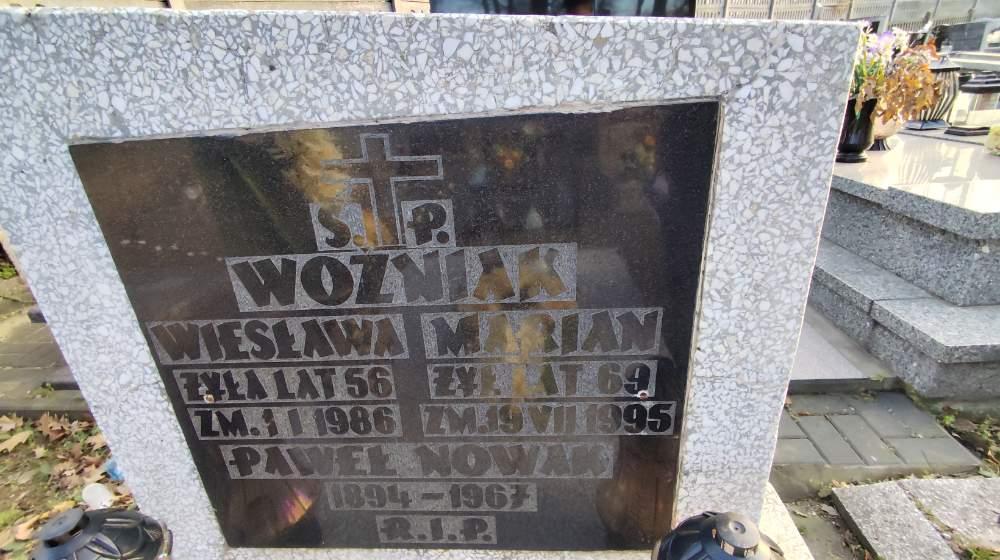 Ś. P.
WOŹNIAK
WIESŁAWA MARIAN
ŻYŁA LAT 56 ŻYŁ LAT 69
ZM. 1 I 1986 ZM. 19 VII 1995
PAWEŁ NOWAK
1894 – 1967
R.I.P.